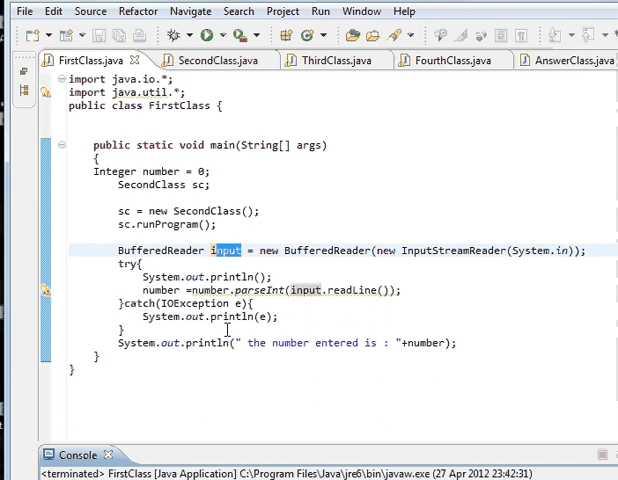 File Edit Source Refactor Navigate Search Project Run Window Help
FirstClass.java SecondClass.java ThirdClass.java FourthClass.java AnswerClass.java
import java.io.*;
import java.util.*;
public class FirstClass {
public static void main(String[] args)
{
Integer number = 0;
SecondClass sc;
sc = new SecondClass();
sc.runProgram();
BufferedReader input = new BufferedReader(new InputStreamReader(System.in));
try{
System.out.println();
number =number.parseInt(input.readLine());
}catch(IOException e){
System.out.println(e);
}
System.out.println(" the number entered is : "+number);
}
}
Console
<terminated> FirstClass [Java Application] C:\Program Files\Java\jre6\bin\javaw.exe (27 Apr 2012 23:42:31)